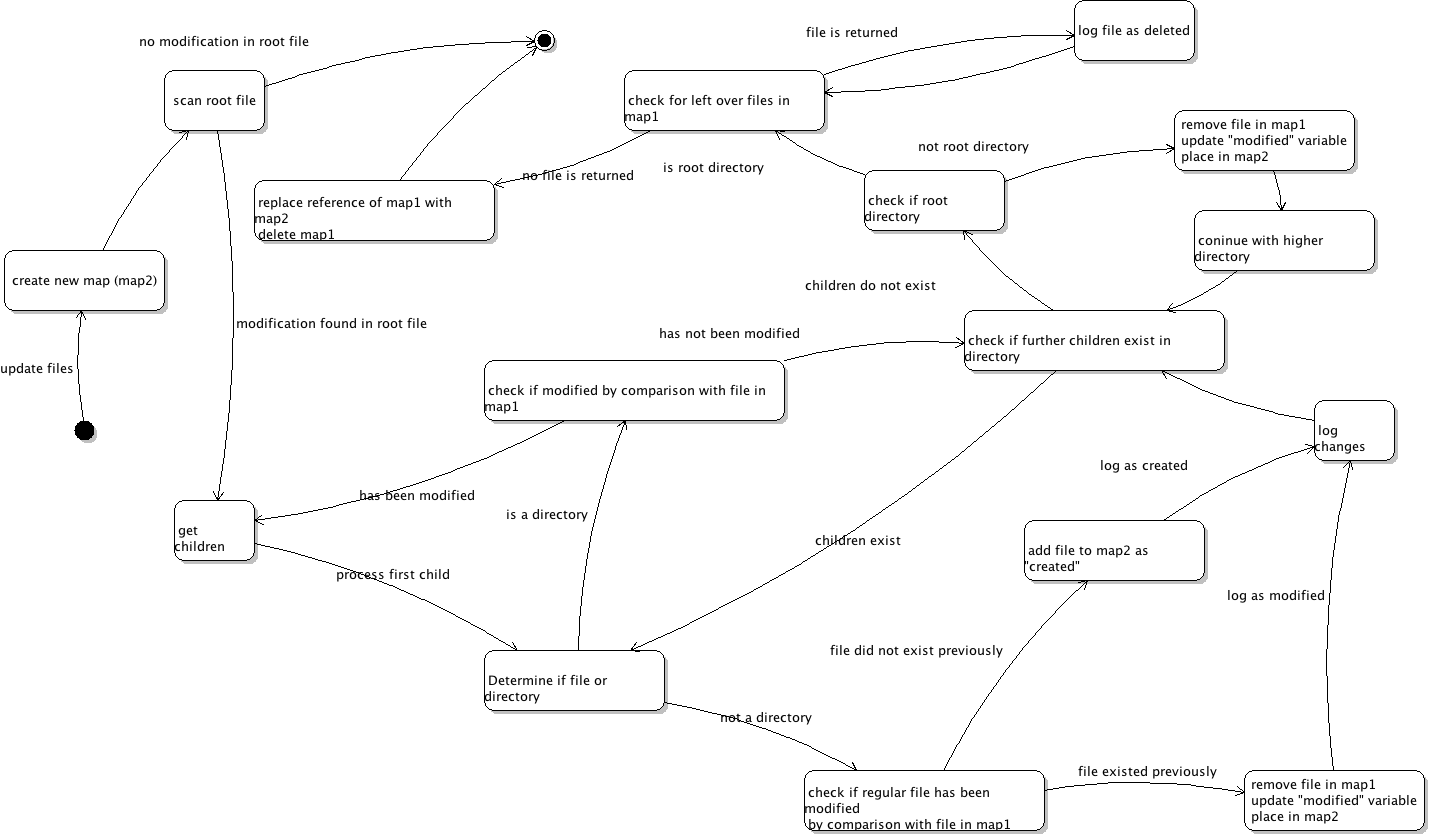 log file as deleted
file is returned
no modification in root file
scan root file
check for left over files in
map1
remove file in map1
update "modified" variable
place in map2
not root directory
is root directory
no file is returned
check if root
directory
replace reference of map1 with
map2
delete map1
coninue with higher
directory
create new map (map2)
children do not exist
modification found in root file
has not been modified
check if further children exist in
directory
update files
check if modified by comparison with file in
map1
log
changes
log as created
has been modified
is a directory
get
children
children exist
add file to map2 as
"created"
process first child
log as modified
file did not exist previously
Determine if file or
directory
not a directory
file existed previously
check if regular file has been
modified
by comparison with file in map1
remove file in map1
update "modified" variable
place in map2